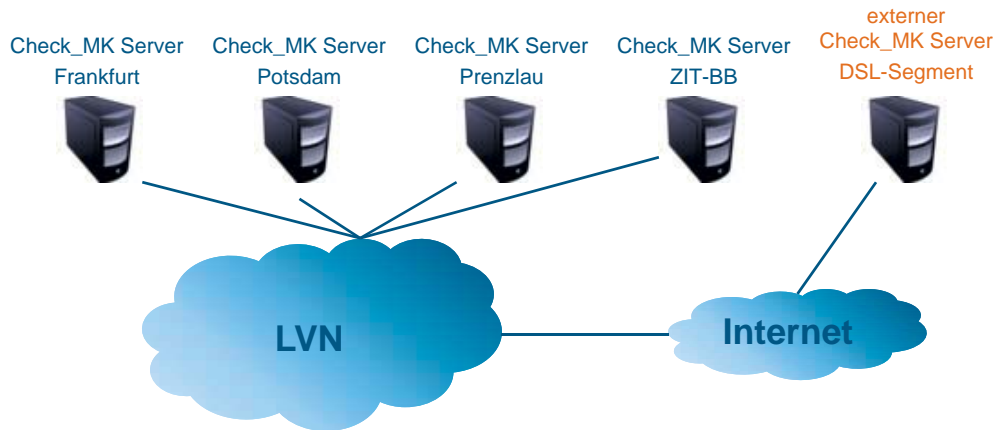 Check_MK Server
Frankfurt
Check_MK Server
Potsdam
Check_MK Server
Prenzlau
Check_MK Server
ZIT-BB
externer
Check_MK Server
DSL-Segment
LVN
Internet